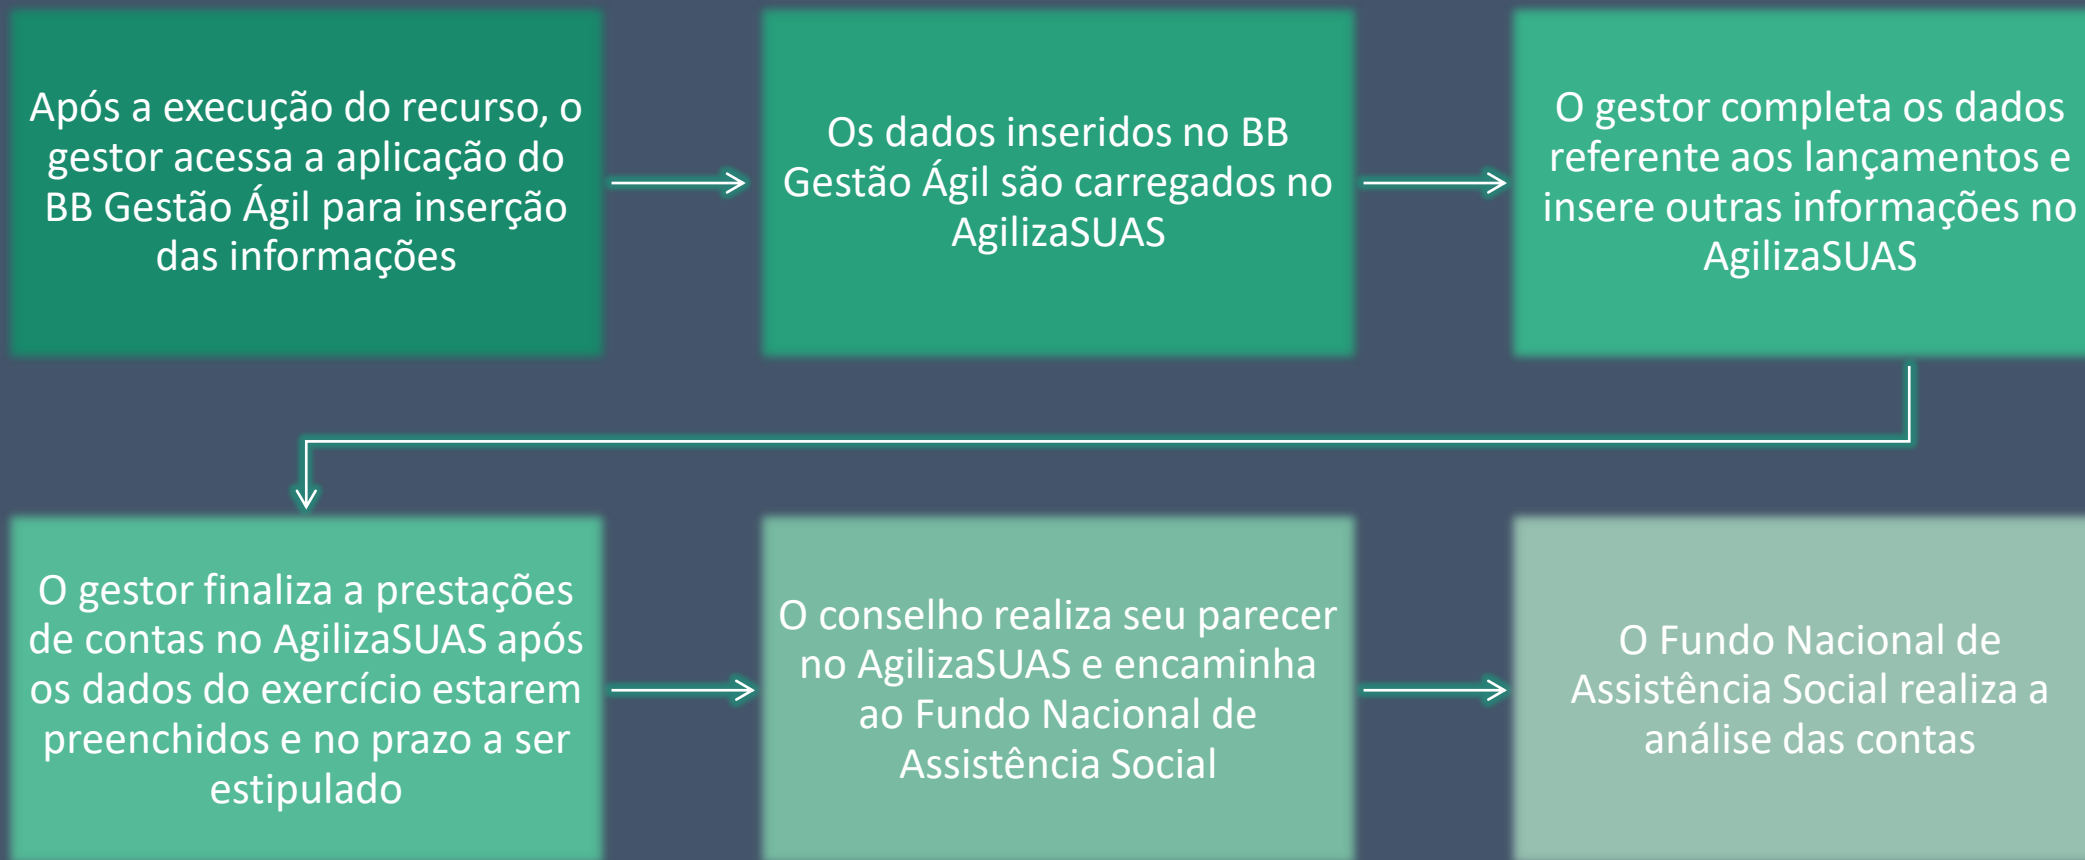 Após a execução do recurso, o
gestor acessa a aplicação do
BB Gestão Ágil para inserção
das informações
Os dados inseridos no BB
Gestão Ágil são carregados no
AgilizaSUAS
O gestor completa os dados
referente aos lançamentos e
insere outras informações no
AgilizaSUAS
O gestor finaliza a prestações
de contas no AgilizaSUAS após
os dados do exercício estarem
preenchidos e no prazo a ser
estipulado
O conselho realiza seu parecer
no AgilizaSUAS e encaminha
ao Fundo Nacional de
Assistência Social
O Fundo Nacional de
Assistência Social realiza a
análise das contas